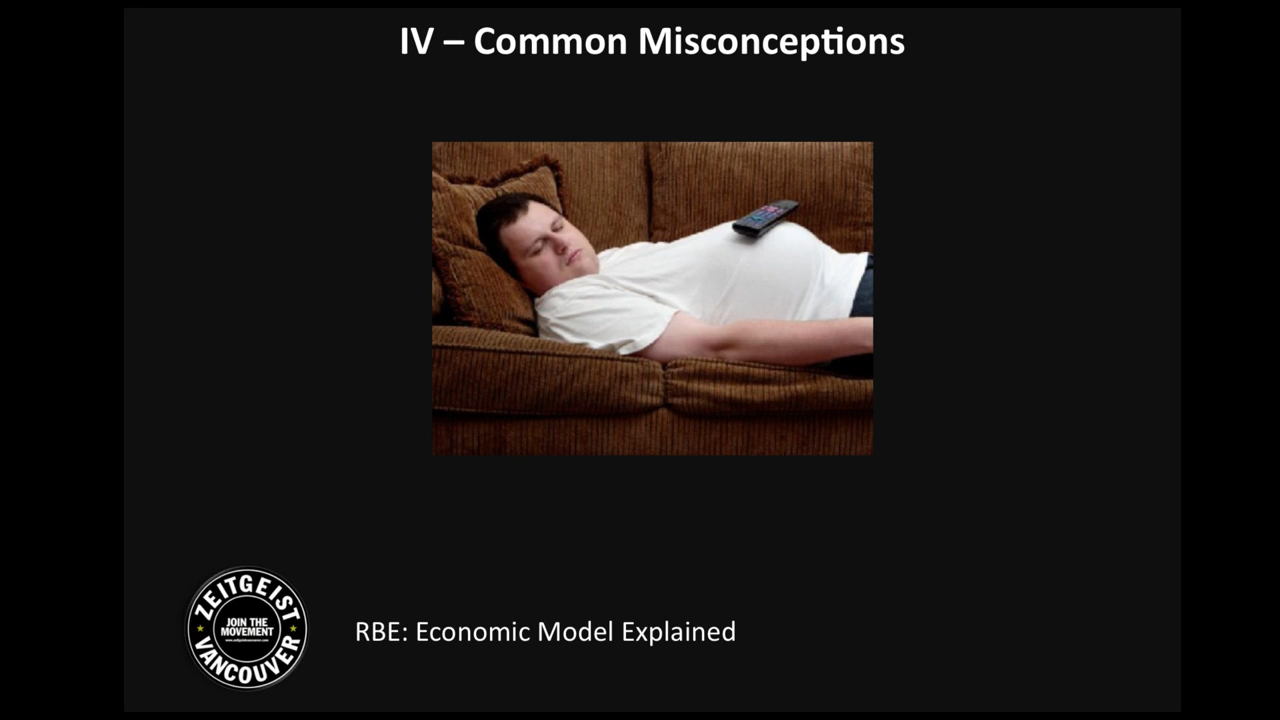 IV – Common Misconceptions
ZEITGEIST
JOIN THE
MOVEMENT
VANCOUVER
RBE: Economic Model Explained